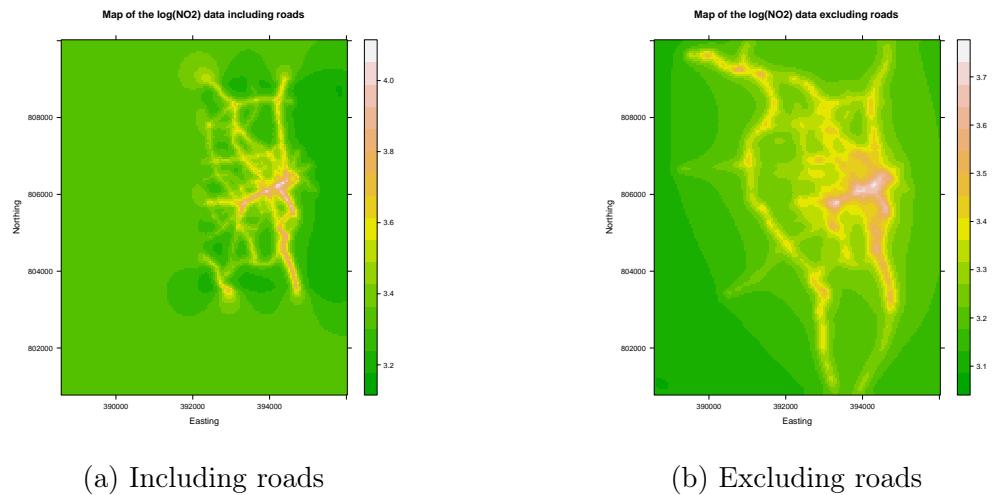 Map of the log(NO2) data including roads
808000
806000
804000
802000
Northing
390000 392000 394000
Easting
4.0
3.8
3.6
3.4
3.2
(a) Including roads
Map of the log(NO2) data excluding roads
808000
806000
804000
802000
Northing
390000 392000 394000
Easting
3.7
3.6
3.5
3.4
3.3
3.2
3.1
(b) Excluding roads